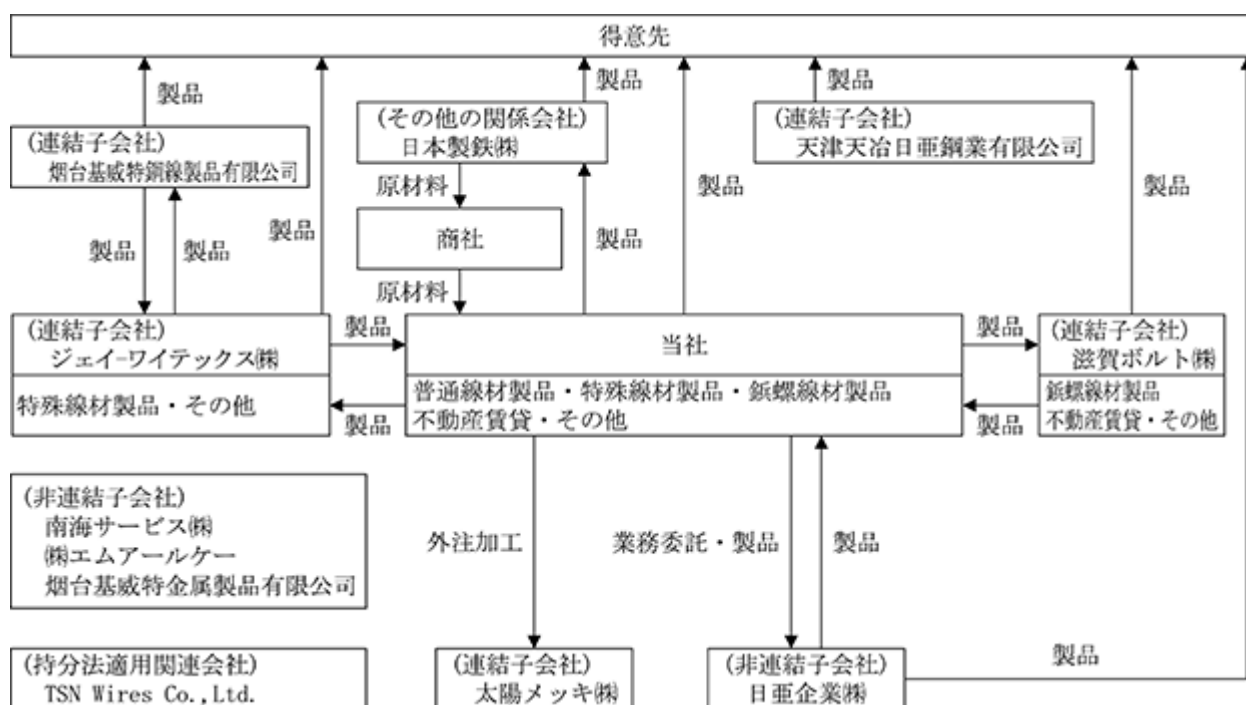 得意先
製品
製品
製品
(連結子会社)
烟台基威特鋼線製品有限公司
(その他の関係会社)
日本製鉄㈱
(連結子会社)
天津天冶日亜鋼業有限公司
原材料
製品
製品
商社
製品
製品
製品
製品
原材料
(連結子会社)
ジェイ-ワイテックス㈱
特殊線材製品・その他
製品
製品
当社
普通線材製品・特殊線材製品・鋲螺線材製品
不動産賃貸・その他
製品
製品
(連結子会社)
滋賀ボルト㈱
鋲螺線材製品
不動産賃貸・その他
(非連結子会社)
南海サービス㈱
㈱エムアールケー
烟台基威特金属製品有限公司
外注加工
業務委託・製品
製品
(持分法適用関連会社)
TSN Wires Co.,Ltd.
(連結子会社)
太陽メッキ㈱
(非連結子会社)
日亜企業㈱
製品